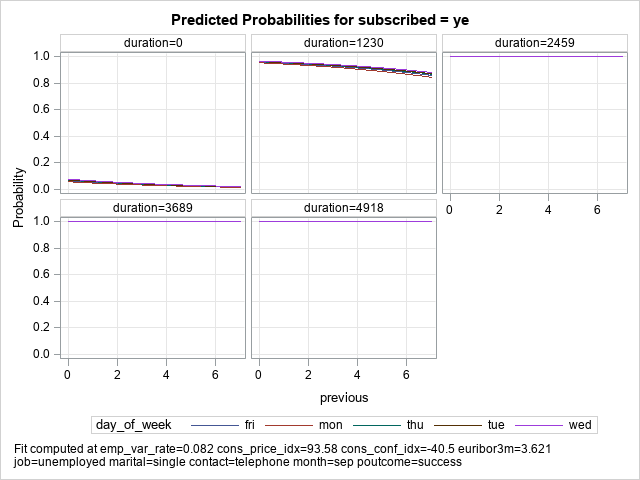 Predicted Probabilities for subscribed = ye
duration=0 duration=1230 duration=2459
1.0
0.8
0.6
0.4
0.2
0.0
0 2 4 6
Probability
duration=3689 duration=4918
1.0
0.8
0.6
0.4
0.2
0.0
0 2 4 6 0 2 4 6
previous
day_of_week fri mon thu tue wed
Fit computed at emp_var_rate=0.082 cons_price_idx=93.58 cons_conf_idx=-40.5 euribor3m=3.621
job=unemployed marital=single contact=telephone month=sep poutcome=success